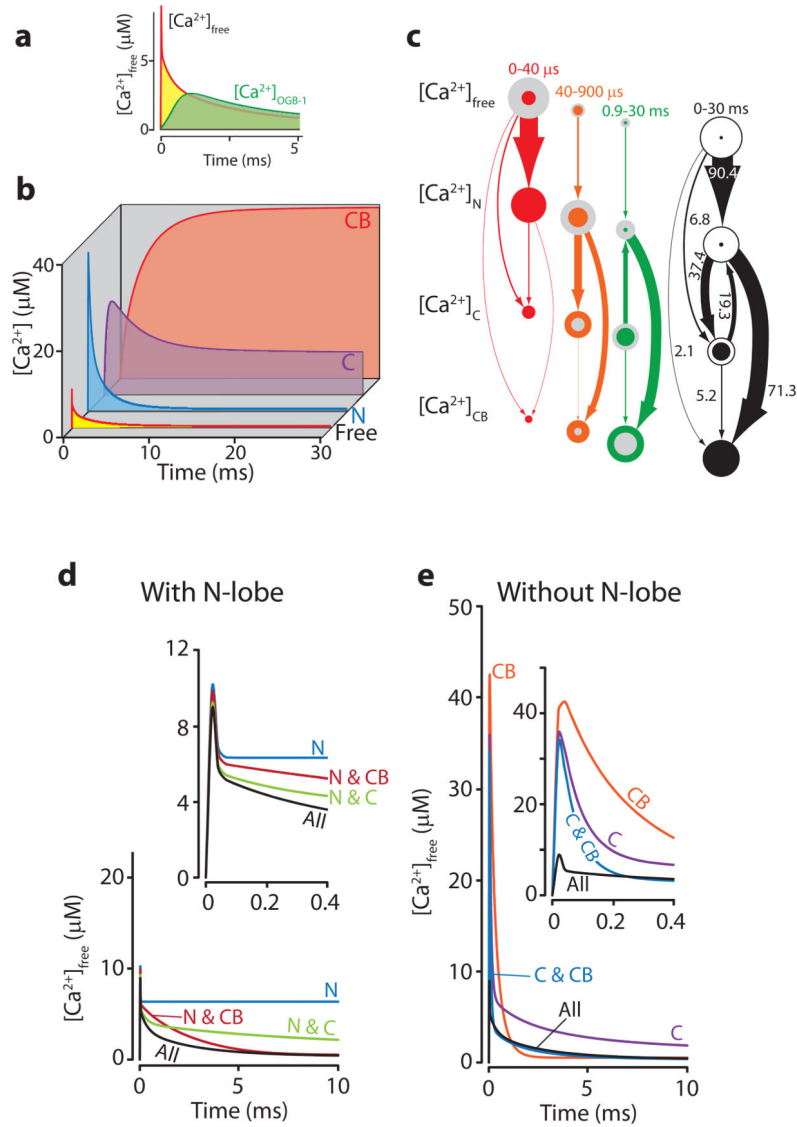 a
[Ca²⁺]free (μM)
5
0
[Ca²⁺]free
[Ca²⁺]OGB-1
0
5
Time (ms)
b
[Ca²⁺] (μM)
40
20
0
CB
C
N
Free
0
10
20
30
Time (ms)
c
0-40 μs
[Ca²⁺]free
40-900 μs
0.9-30 ms
0-30 ms
90.4
[Ca²⁺]N
6.8
37.4
19.3
[Ca²⁺]C
2.1
5.2
71.3
[Ca²⁺]CB
d
With N-lobe
12
8
4
0
N
N & CB
N & C
All
0
0.2
0.4
[Ca²⁺]free (μM)
20
10
0
N
N & CB
N & C
All
0
5
10
Time (ms)
e
Without N-lobe
[Ca²⁺]free (μM)
50
40
30
20
10
0
CB
40
20
0
CB
C
C & CB
All
0
0.2
0.4
C & CB
All
C
0
5
10
Time (ms)